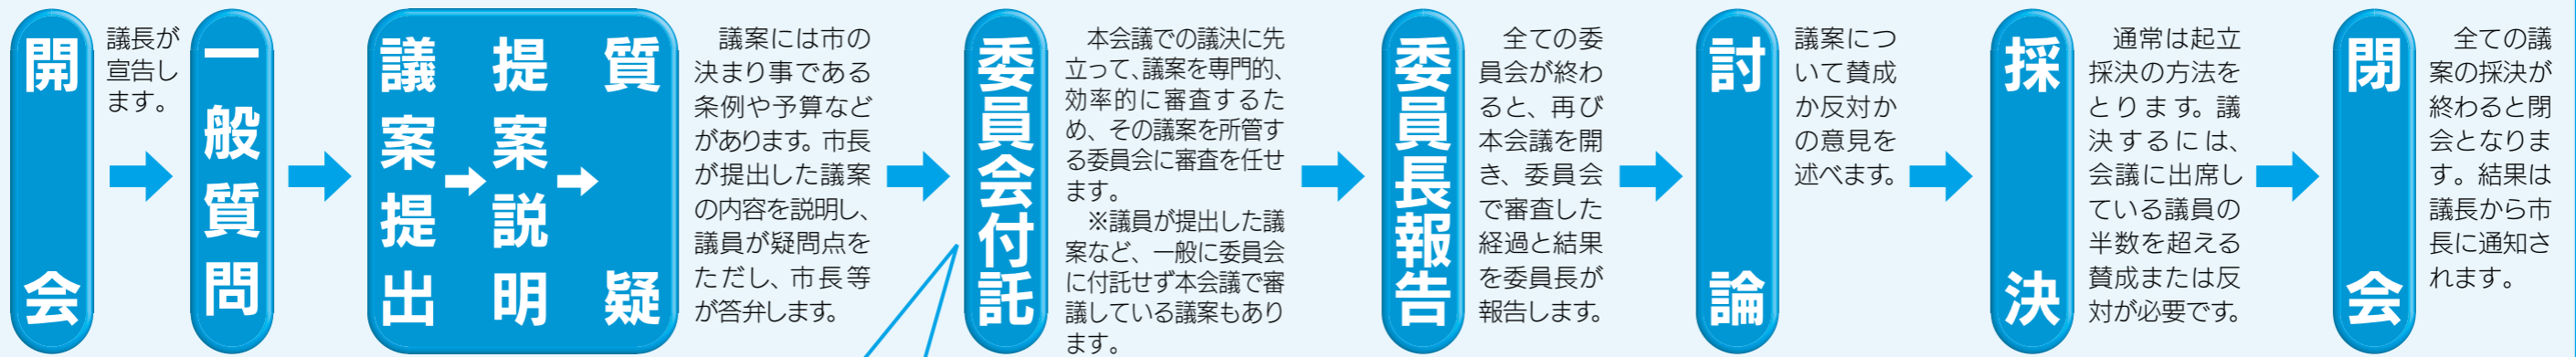 開会
議長が
宣告し
ます。
一般質問
議案提出
提案説明
質疑
　議案には市の
決まり事である
条例や予算など
があります。市長
が提出した議案
の内容を説明し、
議員が疑問点を
ただし、市長等
が答弁します。
委員会付託
　本会議での議決に先
立って、議案を専門的、
効率的に審査するた
め、その議案を所管す
る委員会に審査を任せ
ます。
　※議員が提出した議
案など、一般に委員会
に付託せず本会議で審
議している議案もあり
ます。
委員長報告
　全ての委
員会が終わ
ると、再び
本会議を開
き、委員会
で審査した
経過と結果
を委員長が
報告します。
討論
議案につ
いて賛成
か反対か
の意見を
述べます。
採決
　通常は起立
採決の方法を
とります。議
決するには、
会議に出席し
ている議員の
半数を超える
賛成または反
対が必要です。
閉会
　全ての議
案の採決が
終わると閉
会となりま
す。結果は
議長から市
長に通知さ
れます。